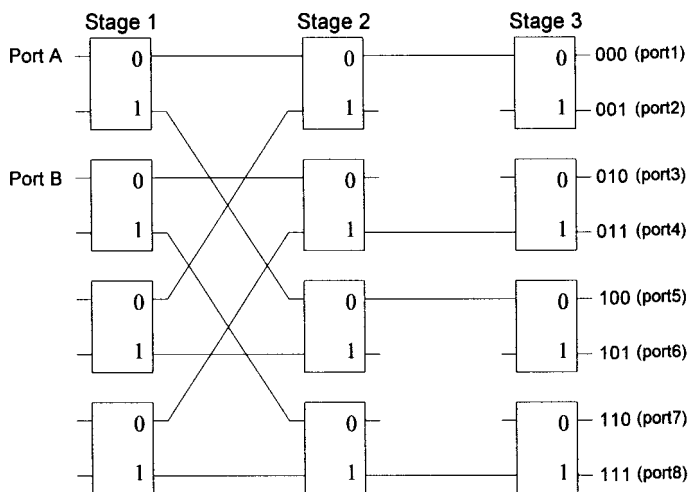 Stage 1 Stage 2 Stage 3
Port A 0 0 0 000 (port1)
1 1 1 001 (port2)
Port B 0 0 0 010 (port3)
1 1 1 011 (port4)
0 0 0 100 (port5)
1 1 1 101 (port6)
0 0 0 110 (port7)
1 1 1 111 (port8)